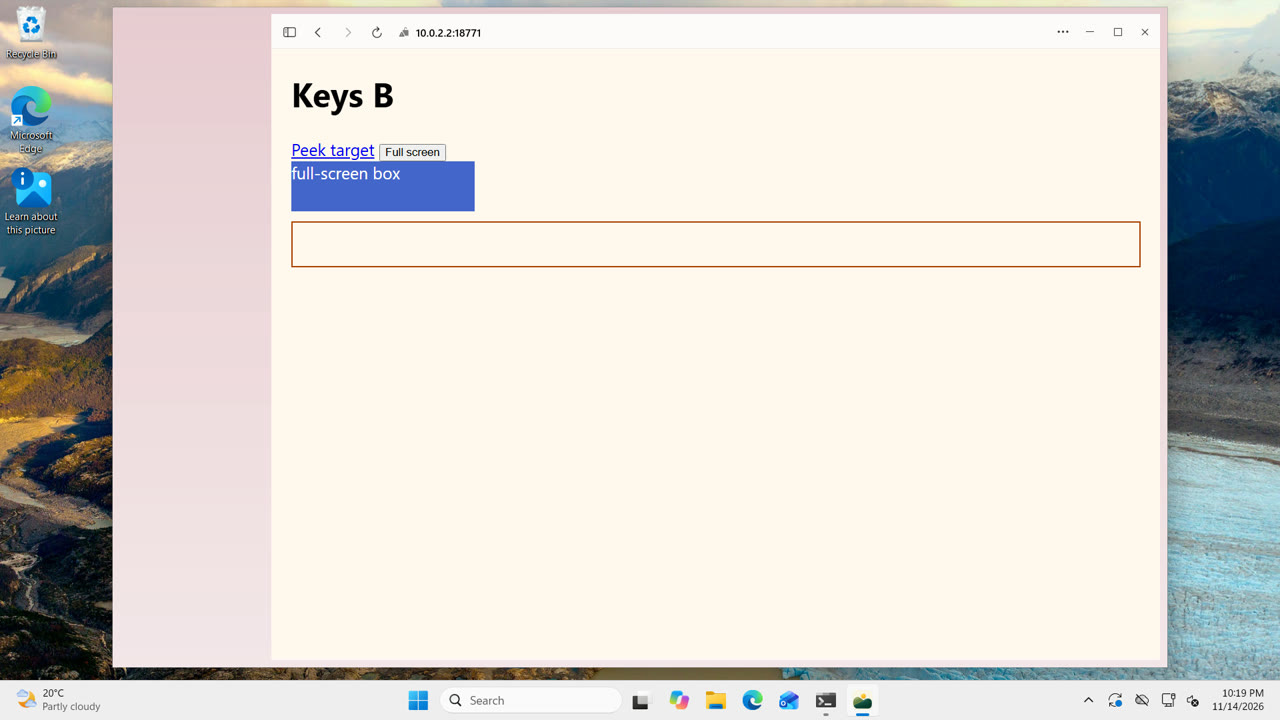 Recycle Bin
Microsoft
Edge
Learn about
this picture
10.0.2.2:18771
Keys B
Peek target
Full screen
full-screen box
20°C
Partly cloudy
Search
10:19 PM
11/14/2026